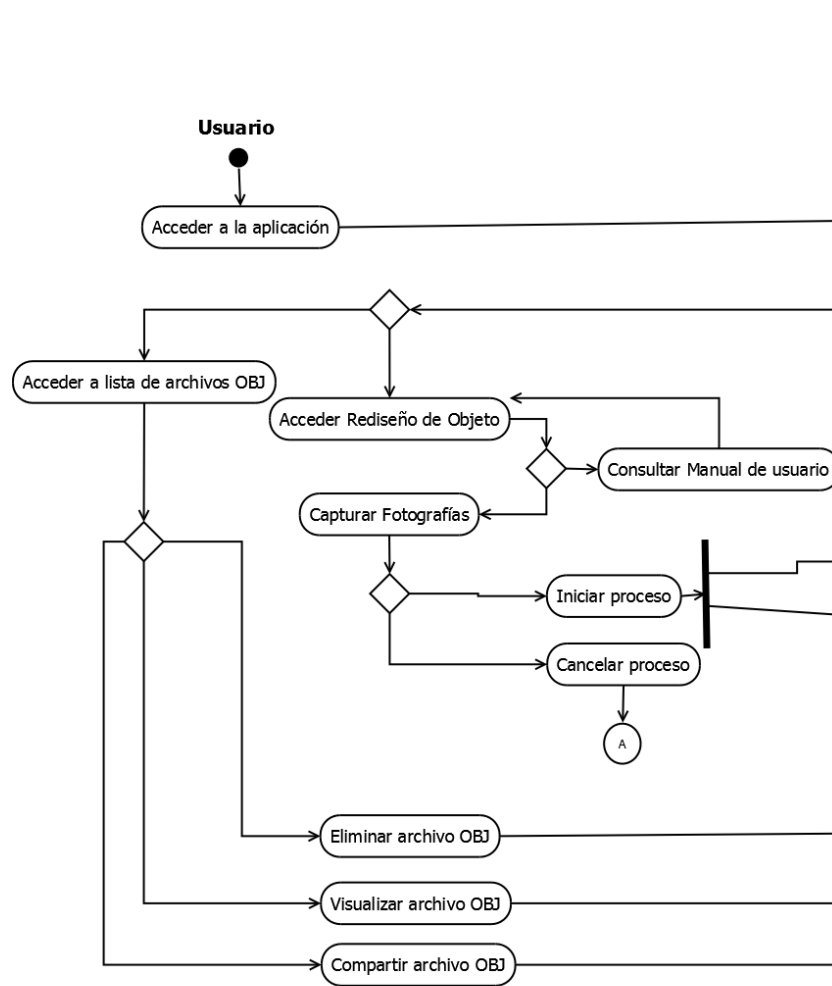 Usuario
Acceder a la aplicación
Acceder a lista de archivos OBJ
Acceder Rediseño de Objeto
Consultar Manual de usuario
Capturar Fotografías
Iniciar proceso
Cancelar proceso
A
Eliminar archivo OBJ
Visualizar archivo OBJ
Compartir archivo OBJ